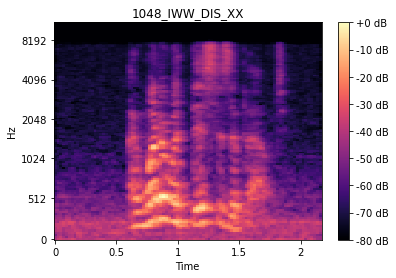 1048_IWW_DIS_XX
+0 dB
8192
-10 dB
4096
-20 dB
-30 dB
2048
Hz
-40 dB
1024
-50 dB
512
-60 dB
-70 dB
0
-80 dB
0 0.5 1 1.5 2
Time